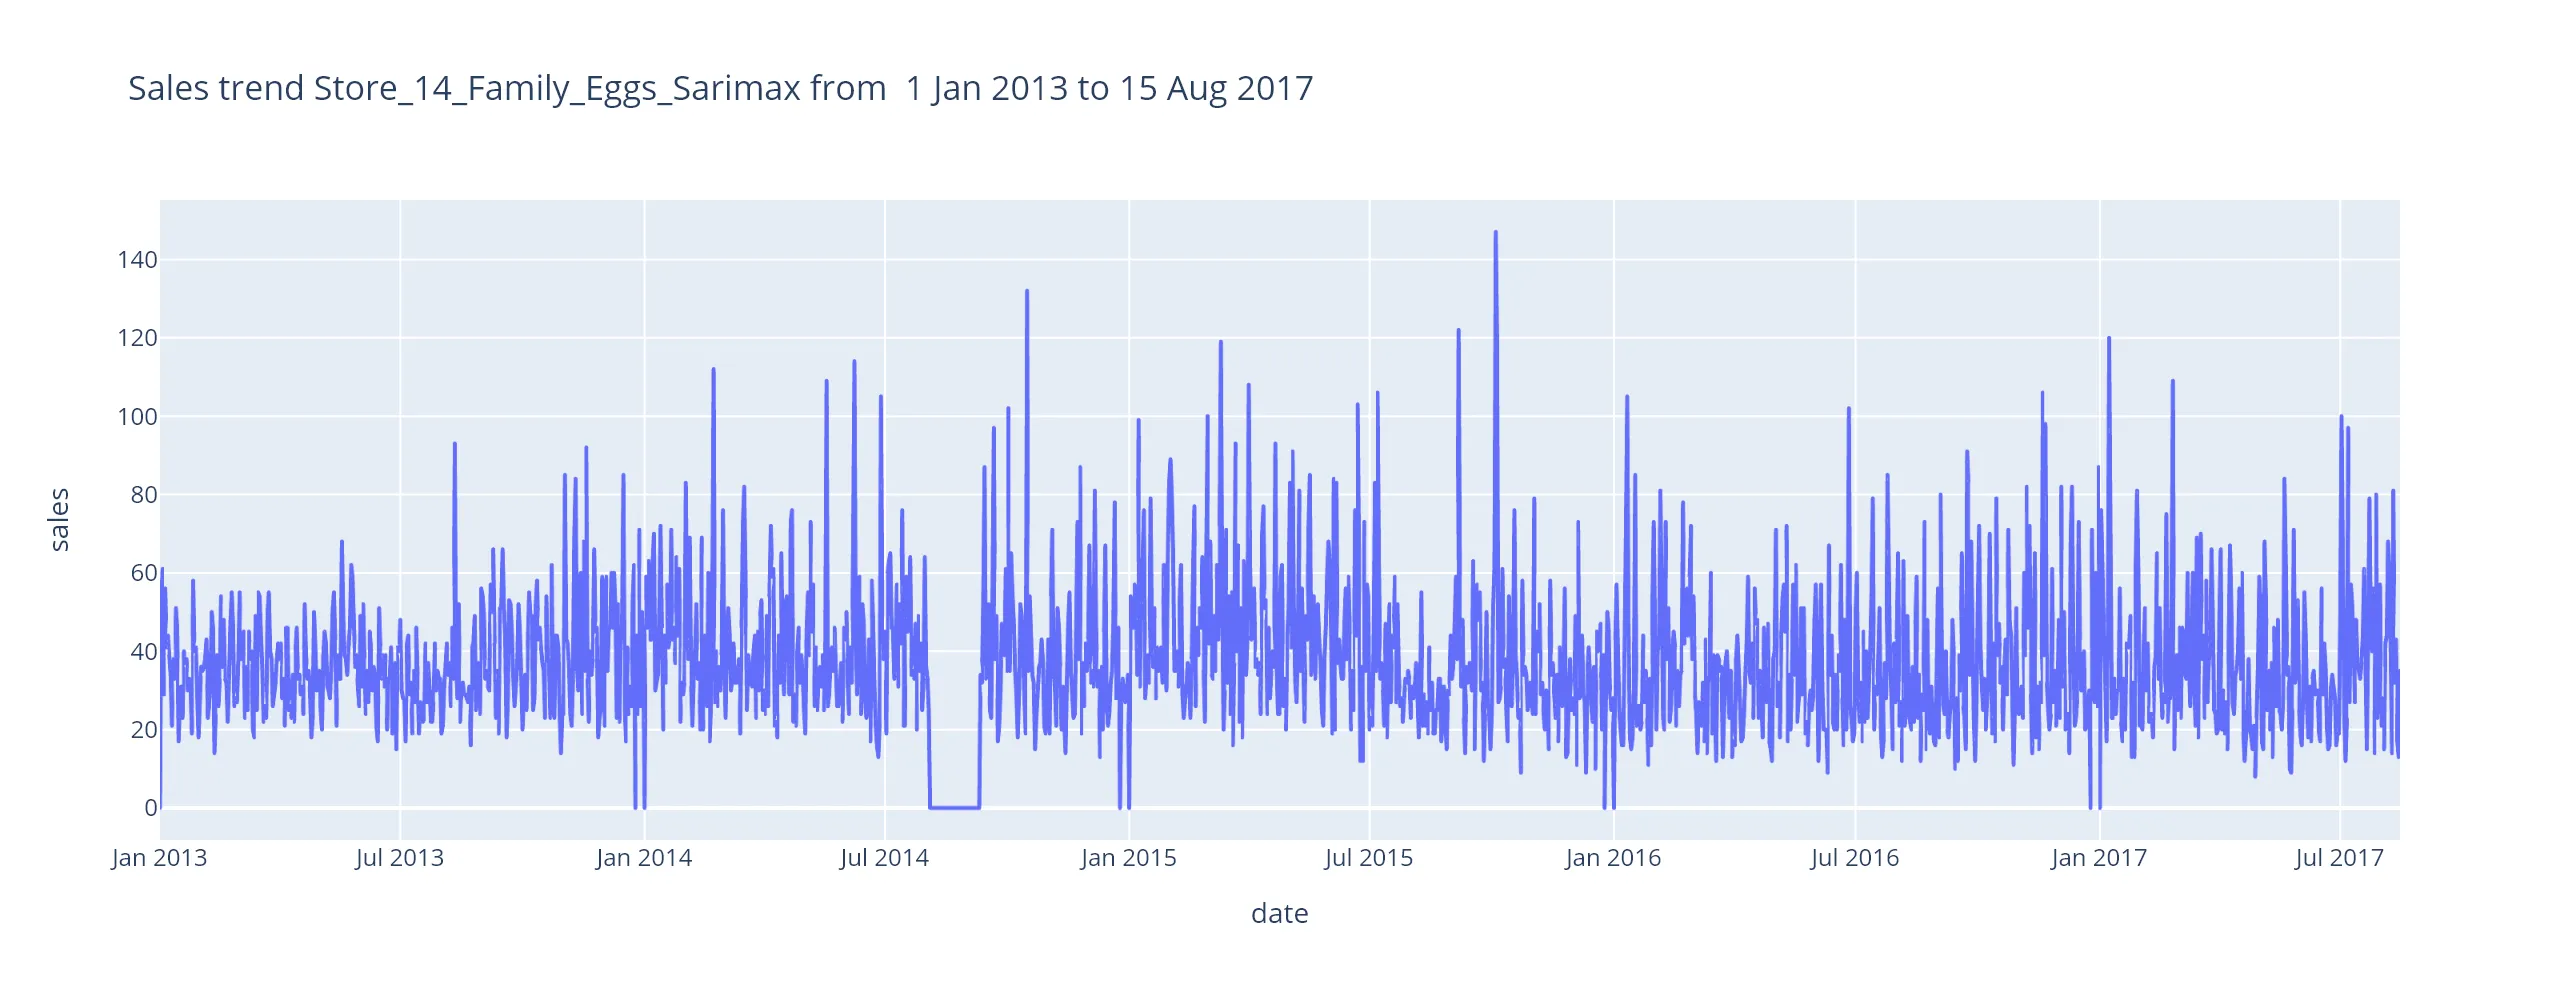 Sales trend Store_14_Family_Eggs_Sarimax from  1 Jan 2013 to 15 Aug 2017
140
120
100
80
60
40
20
0
sales
Jan 2013 Jul 2013 Jan 2014 Jul 2014 Jan 2015 Jul 2015 Jan 2016 Jul 2016 Jan 2017 Jul 2017
date